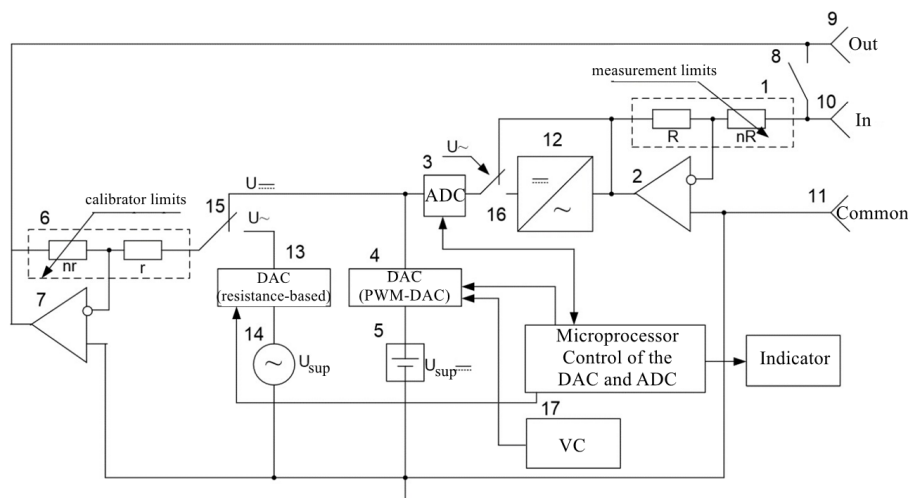 9
Out
8
measurement limits
1
10
In
R
nR
12
U~
3
2
ADC
16
11
Common
U⎓
calibrator limits
15
6
U~
nr
r
13
DAC
(resistance-based)
4
DAC
(PWM-DAC)
7
14
~
U sup
5
U sup⎓
~
Microprocessor
Control of the
DAC and ADC
Indicator
17
VC